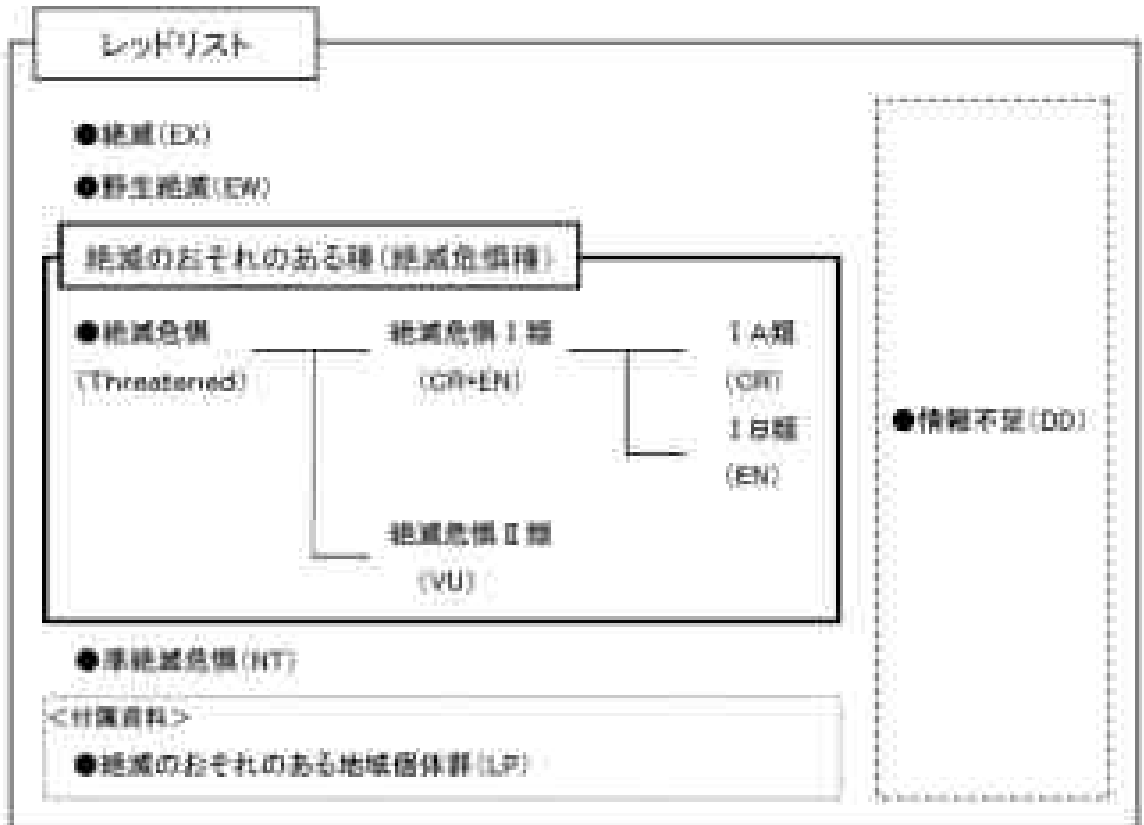 レッドリスト
●絶滅(EX)
●野生絶滅(EW)
絶滅のおそれのある種(絶滅危惧種)
●絶滅危惧
(Threatened)
絶滅危惧Ⅰ類
(CR+EN)
ⅠA類
(CR)
ⅠB類
(EN)
絶滅危惧Ⅱ類
(VU)
●準絶滅危惧(NT)
<付属資料>
●絶滅のおそれのある地域個体群(LP)
●情報不足(DD)